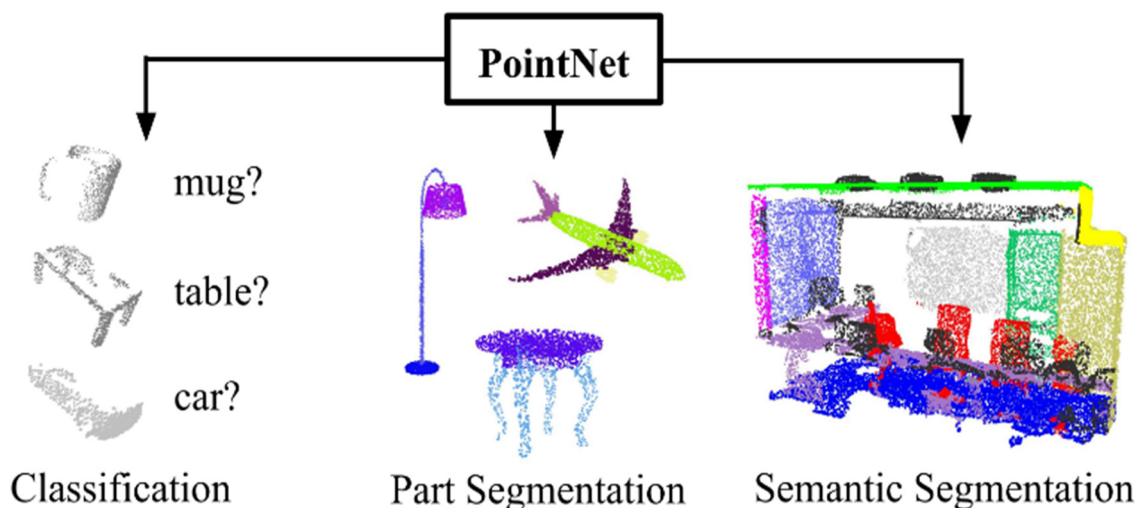 PointNet
mug?
table?
car?
Classification
Part Segmentation
Semantic Segmentation